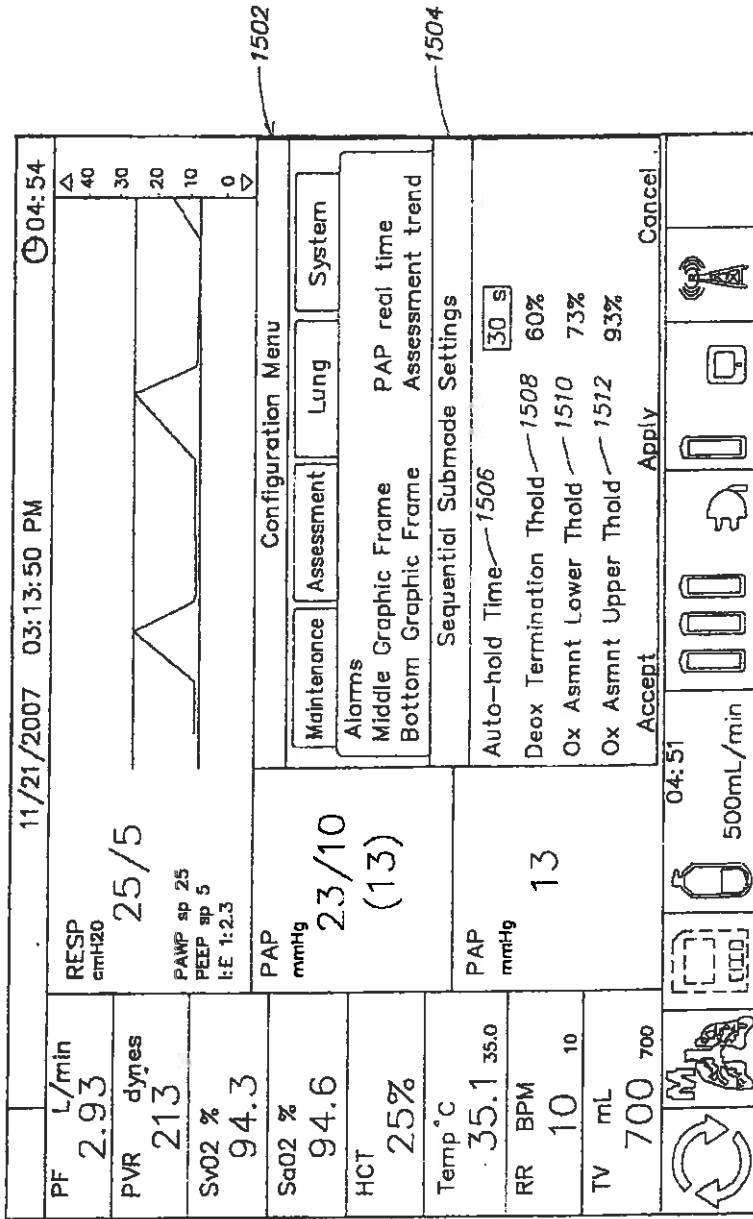 11/21/2007 03:13:50 PM
04:54
PF L/min
2.93
PVR dynes
213
SvO2 %
94.3
SaO2 %
94.6
HCT
25%
Temp°C
35.1 35.0
RR BPM
10 10
TV mL
700 700
RESP
cmH2O
25/5
PAWP sp 25
PEEP sp 5
I:E 1:2.3
40
30
20
10
0
PAP
mmHg
23/10
(13)
PAP
mmHg
13
Configuration Menu
1502
Maintenance Assessment Lung System
Alarms
Middle Graphic Frame PAP real time
Bottom Graphic Frame Assessment trend
Sequential Submode Settings
1504
Auto-hold Time 1506 30 s
Deox Termination Thold 1508 60%
Ox Asmnt Lower Thold 1510 73%
Ox Asmnt Upper Thold 1512 93%
Accept Apply Cancel
M
04:51
500mL/min